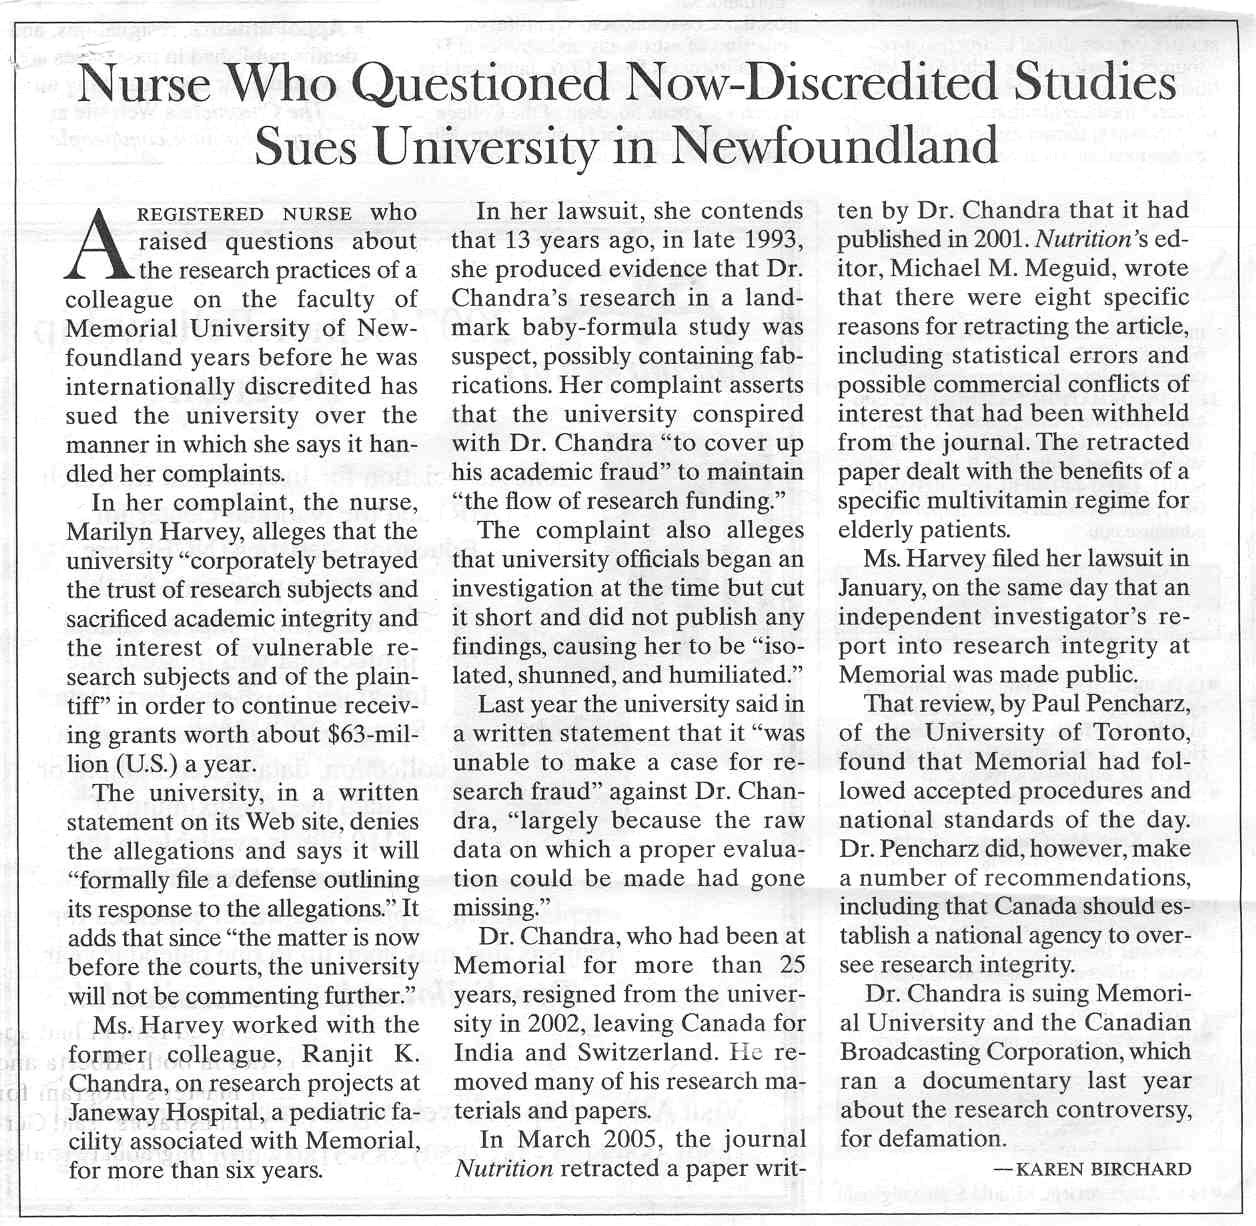 Nurse Who Questioned Now-Discredited Studies
Sues University in Newfoundland
A REGISTERED NURSE who
raised questions about
the research practices of a
colleague on the faculty of
Memorial University of New-
foundland years before he was
internationally discredited has
sued the university over the
manner in which she says it han-
dled her complaints.
In her complaint, the nurse,
Marilyn Harvey, alleges that the
university “corporately betrayed
the trust of research subjects and
sacrificed academic integrity and
the interest of vulnerable re-
search subjects and of the plain-
tiff” in order to continue receiv-
ing grants worth about $63-mil-
lion (U.S.) a year.
The university, in a written
statement on its Web site, denies
the allegations and says it will
“formally file a defense outlining
its response to the allegations.” It
adds that since “the matter is now
before the courts, the university
will not be commenting further.”
Ms. Harvey worked with the
former colleague, Ranjit K.
Chandra, on research projects at
Janeway Hospital, a pediatric fa-
cility associated with Memorial,
for more than six years.
In her lawsuit, she contends
that 13 years ago, in late 1993,
she produced evidence that Dr.
Chandra’s research in a land-
mark baby-formula study was
suspect, possibly containing fab-
rications. Her complaint asserts
that the university conspired
with Dr. Chandra “to cover up
his academic fraud” to maintain
“the flow of research funding.”
The complaint also alleges
that university officials began an
investigation at the time but cut
it short and did not publish any
findings, causing her to be “iso-
lated, shunned, and humiliated.”
Last year the university said in
a written statement that it “was
unable to make a case for re-
search fraud” against Dr. Chan-
dra, “largely because the raw
data on which a proper evalua-
tion could be made had gone
missing.”
Dr. Chandra, who had been at
Memorial for more than 25
years, resigned from the univer-
sity in 2002, leaving Canada for
India and Switzerland. He re-
moved many of his research ma-
terials and papers.
In March 2005, the journal
Nutrition retracted a paper writ-
ten by Dr. Chandra that it had
published in 2001. Nutrition’s ed-
itor, Michael M. Meguid, wrote
that there were eight specific
reasons for retracting the article,
including statistical errors and
possible commercial conflicts of
interest that had been withheld
from the journal. The retracted
paper dealt with the benefits of a
specific multivitamin regime for
elderly patients.
Ms. Harvey filed her lawsuit in
January, on the same day that an
independent investigator’s re-
port into research integrity at
Memorial was made public.
That review, by Paul Pencharz,
of the University of Toronto,
found that Memorial had fol-
lowed accepted procedures and
national standards of the day.
Dr. Pencharz did, however, make
a number of recommendations,
including that Canada should es-
tablish a national agency to over-
see research integrity.
Dr. Chandra is suing Memori-
al University and the Canadian
Broadcasting Corporation, which
ran a documentary last year
about the research controversy,
for defamation.
—KAREN BIRCHARD